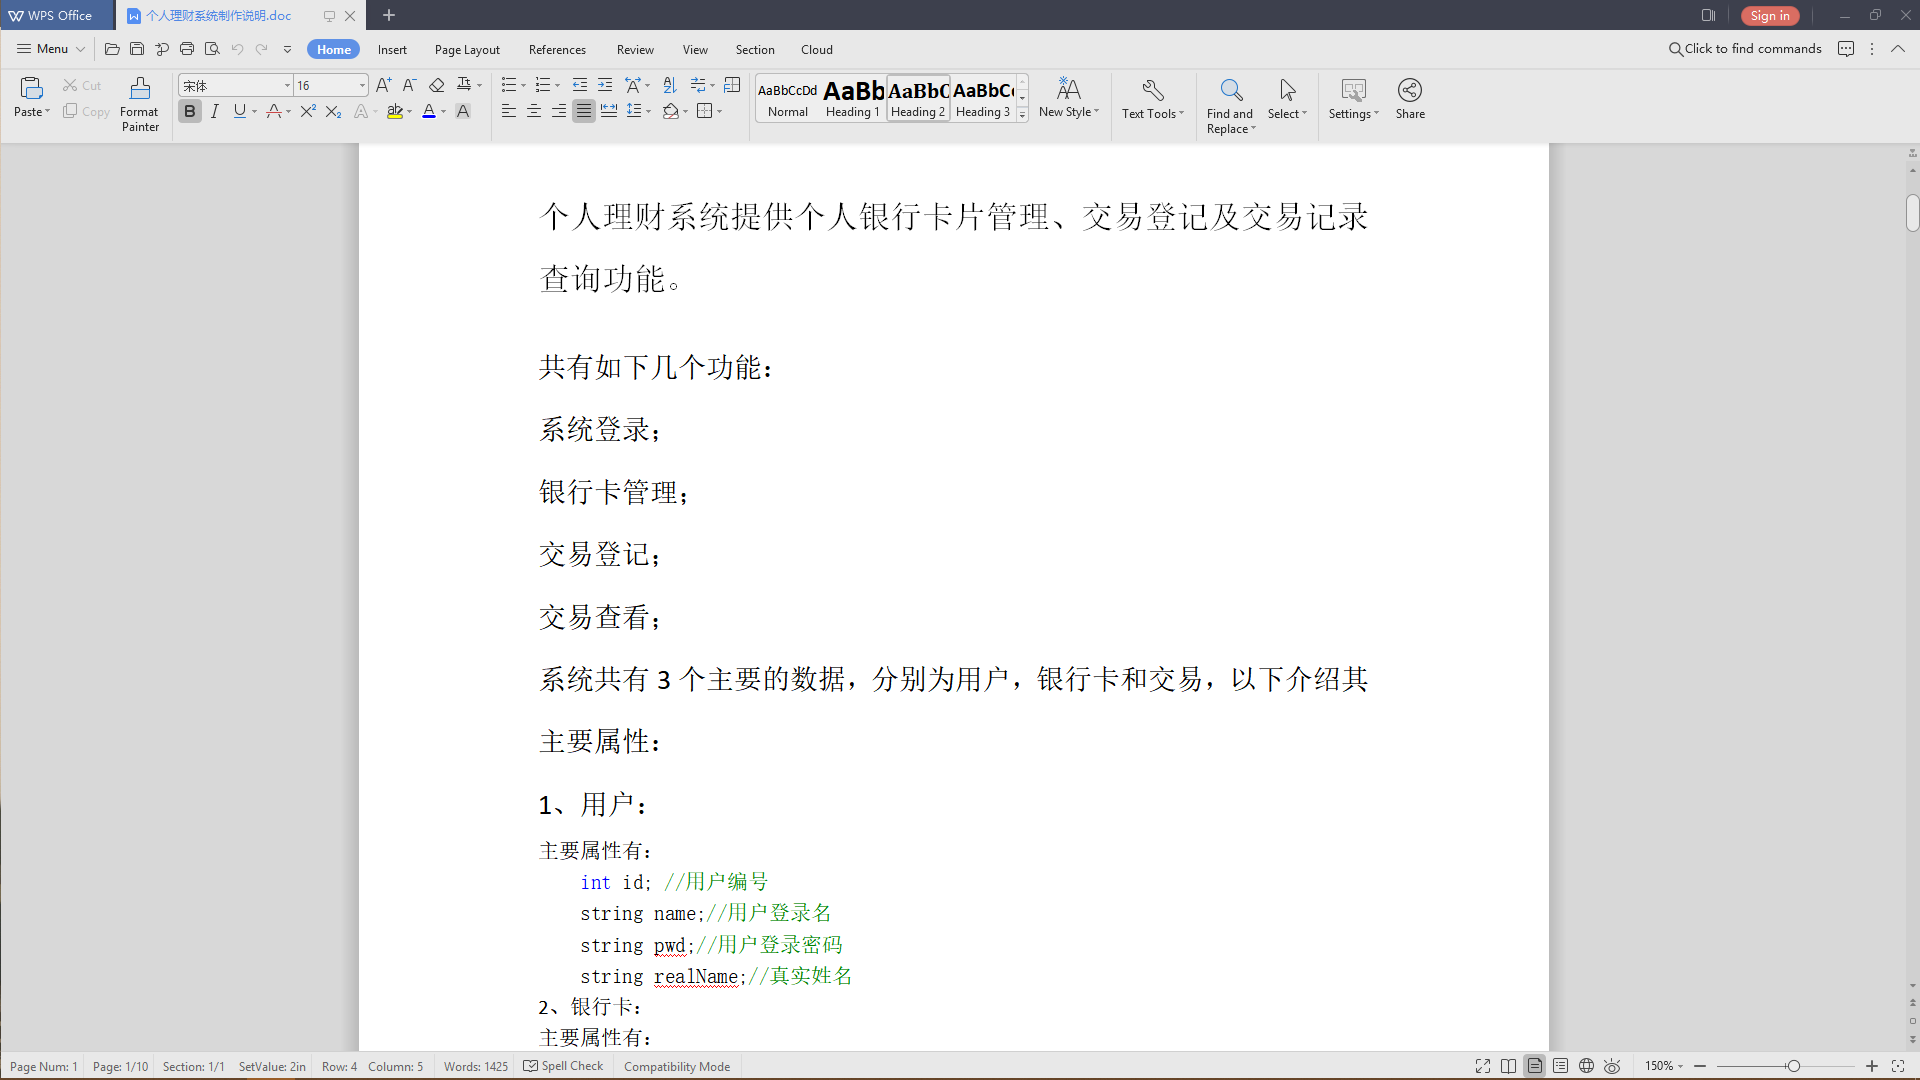 WPS Office
个人理财系统制作说明.doc
Sign in
Menu
Home
Insert
Page Layout
References
Review
View
Section
Cloud
Click to find commands
Paste
Cut
Copy
Format Painter
宋体
16
AaBbCcDd
Normal
AaBb
Heading 1
AaBbC
Heading 2
AaBbC
Heading 3
New Style
Text Tools
Find and Replace
Select
Settings
Share
个人理财系统提供个人银行卡片管理、交易登记及交易记录
查询功能。
共有如下几个功能：
系统登录；
银行卡管理；
交易登记；
交易查看；
系统共有 3 个主要的数据，分别为用户，银行卡和交易，以下介绍其
主要属性：
1、用户：
主要属性有：
int id; //用户编号
string name;//用户登录名
string pwd;//用户登录密码
string realName;//真实姓名
2、银行卡：
主要属性有：
Page Num: 1
Page: 1/10
Section: 1/1
SetValue: 2in
Row: 4
Column: 5
Words: 1425
Spell Check
Compatibility Mode
150%